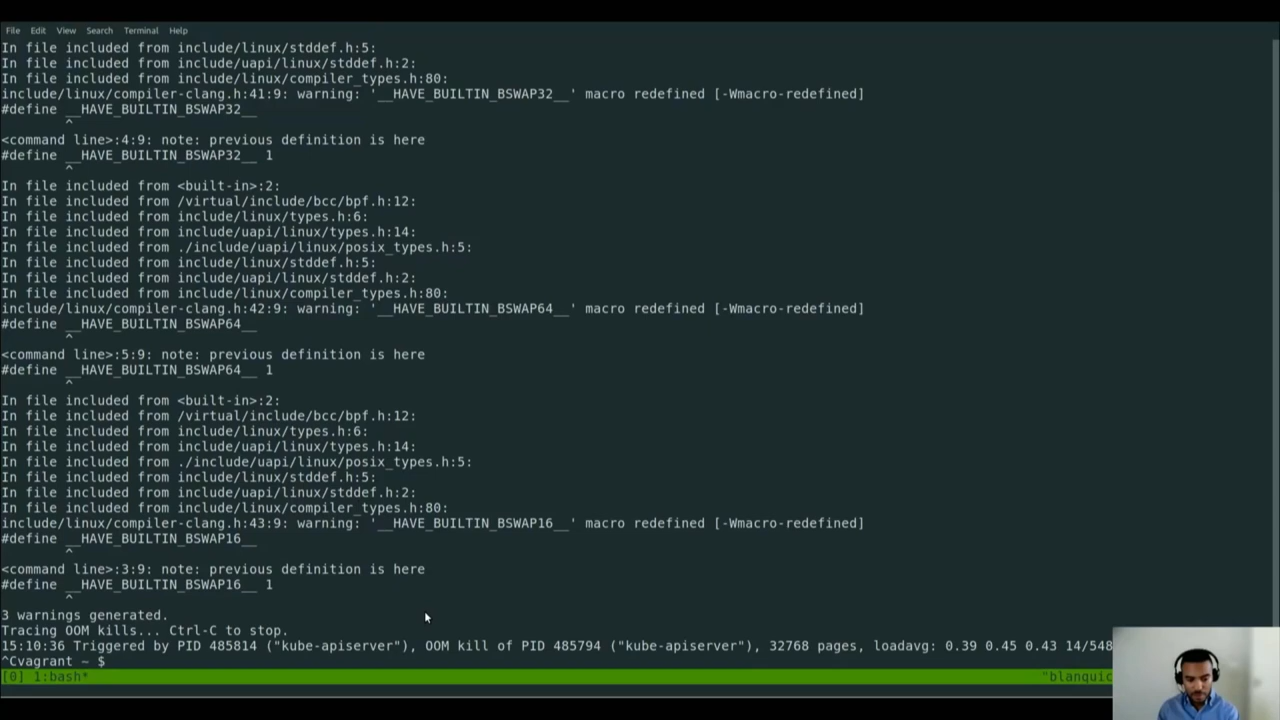 File Edit View Search Terminal Help
In file included from include/linux/stddef.h:5:
In file included from include/uapi/linux/stddef.h:2:
In file included from include/linux/compiler_types.h:80:
include/linux/compiler-clang.h:41:9: warning: '__HAVE_BUILTIN_BSWAP32__' macro redefined [-Wmacro-redefined]
#define __HAVE_BUILTIN_BSWAP32__
^
<command line>:4:9: note: previous definition is here
#define __HAVE_BUILTIN_BSWAP32__ 1
^
In file included from <built-in>:2:
In file included from /virtual/include/bcc/bpf.h:12:
In file included from include/linux/types.h:6:
In file included from include/uapi/linux/types.h:14:
In file included from ./include/uapi/linux/posix_types.h:5:
In file included from include/linux/stddef.h:5:
In file included from include/uapi/linux/stddef.h:2:
In file included from include/linux/compiler_types.h:80:
include/linux/compiler-clang.h:42:9: warning: '__HAVE_BUILTIN_BSWAP64__' macro redefined [-Wmacro-redefined]
#define __HAVE_BUILTIN_BSWAP64__
^
<command line>:5:9: note: previous definition is here
#define __HAVE_BUILTIN_BSWAP64__ 1
^
In file included from <built-in>:2:
In file included from /virtual/include/bcc/bpf.h:12:
In file included from include/linux/types.h:6:
In file included from include/uapi/linux/types.h:14:
In file included from ./include/uapi/linux/posix_types.h:5:
In file included from include/linux/stddef.h:5:
In file included from include/uapi/linux/stddef.h:2:
In file included from include/linux/compiler_types.h:80:
include/linux/compiler-clang.h:43:9: warning: '__HAVE_BUILTIN_BSWAP16__' macro redefined [-Wmacro-redefined]
#define __HAVE_BUILTIN_BSWAP16__
^
<command line>:3:9: note: previous definition is here
#define __HAVE_BUILTIN_BSWAP16__ 1
^
3 warnings generated.
Tracing OOM kills... Ctrl-C to stop.
15:10:36 Triggered by PID 485814 ("kube-apiserver"), OOM kill of PID 485794 ("kube-apiserver"), 32768 pages, loadavg: 0.39 0.45 0.43 14/548
^Cvagrant ~ $
[0] 1:bash* "blanquic